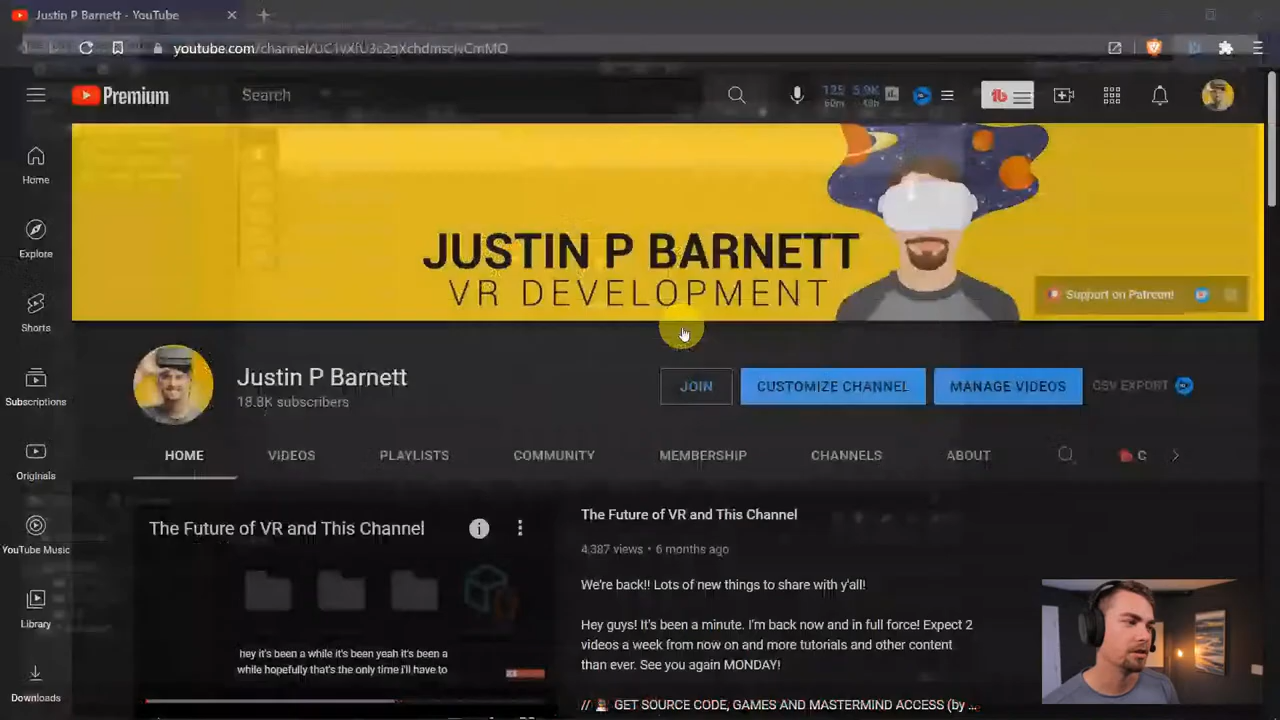 Justin P Barnett - YouTube
youtube.com/channel/
Premium
Search
Home
Explore
Shorts
Subscriptions
Originals
YouTube Music
Library
Downloads
JUSTIN P BARNETT
VR DEVELOPMENT
Support on Patreon!
Justin P Barnett
18.8K subscribers
JOIN
CUSTOMIZE CHANNEL
MANAGE VIDEOS
CSV EXPORT
HOME
VIDEOS
PLAYLISTS
COMMUNITY
MEMBERSHIP
CHANNELS
ABOUT
C
The Future of VR and This Channel
hey it's been a while it's been yeah it's been a
while hopefully that's the only time i'll have to
The Future of VR and This Channel
4,387 views • 6 months ago
We're back!! Lots of new things to share with y'all!
Hey guys! It's been a minute. I'm back now and in full force! Expect 2
videos a week from now on and more tutorials and other content
than ever. See you again MONDAY!
// GET SOURCE CODE, GAMES AND MASTERMIND ACCESS (by ...